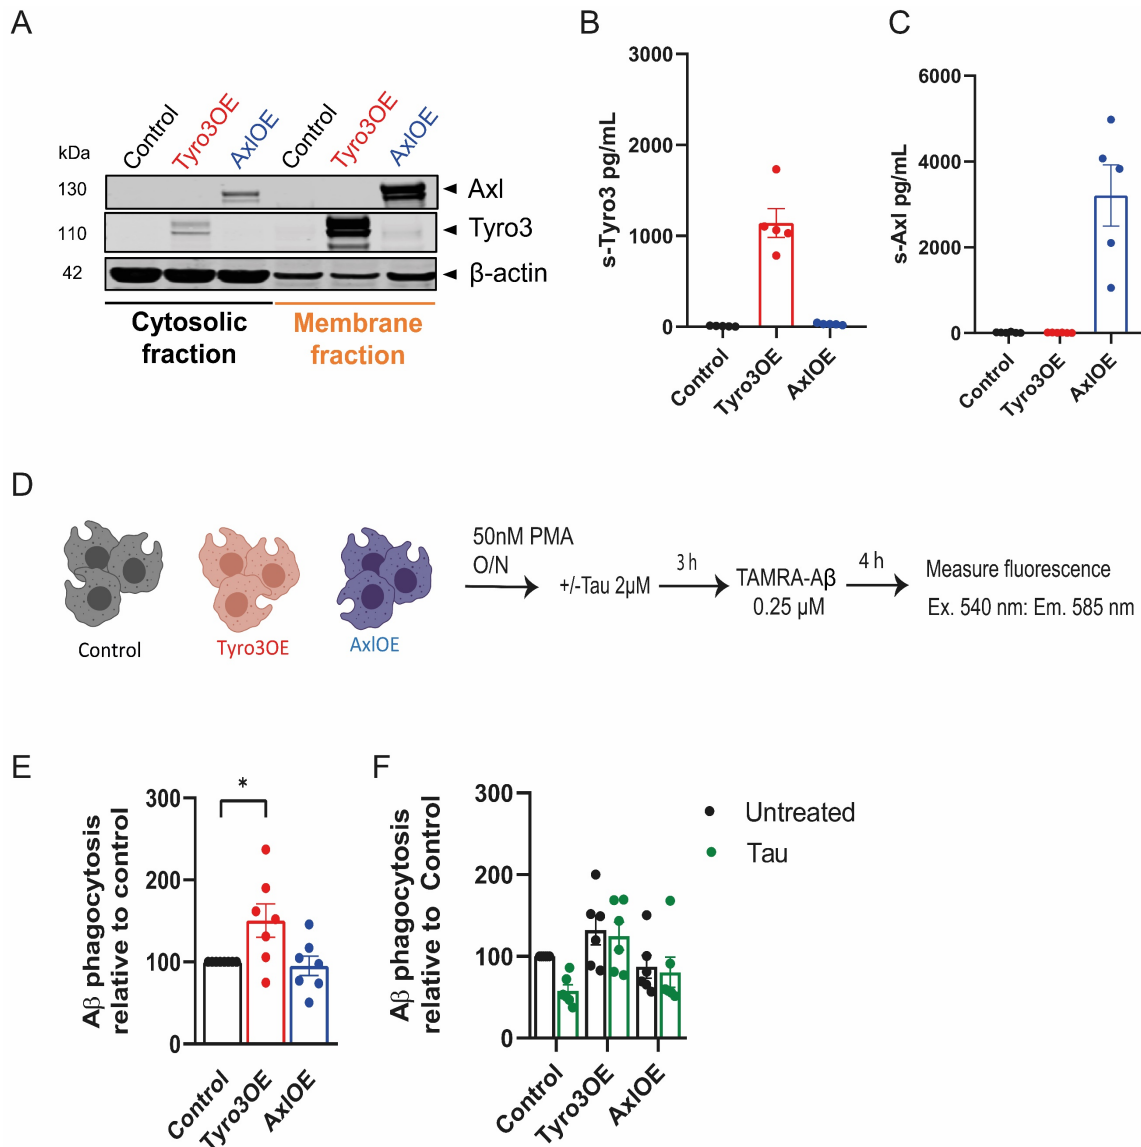 A
kDa
Control
Tyro3OE
AxlOE
Control
Tyro3OE
AxlOE
130
Axl
110
Tyro3
42
β-actin
Cytosolic
fraction
Membrane
fraction
B
s-Tyro3 pg/mL
3000
2000
1000
0
Control
Tyro3OE
AxlOE
C
s-Axl pg/mL
6000
4000
2000
0
Control
Tyro3OE
AxlOE
D
Control
Tyro3OE
AxlOE
50nM PMA
O/N
+/-Tau 2μM
3 h
TAMRA-Aβ
0.25 μM
4 h
Measure fluorescence
Ex. 540 nm: Em. 585 nm
E
Aβ phagocytosis
relative to control
300
200
100
0
*
Control
Tyro3OE
AxlOE
F
Aβ phagocytosis
relative to Control
300
200
100
0
Control
Tyro3OE
AxlOE
Untreated
Tau